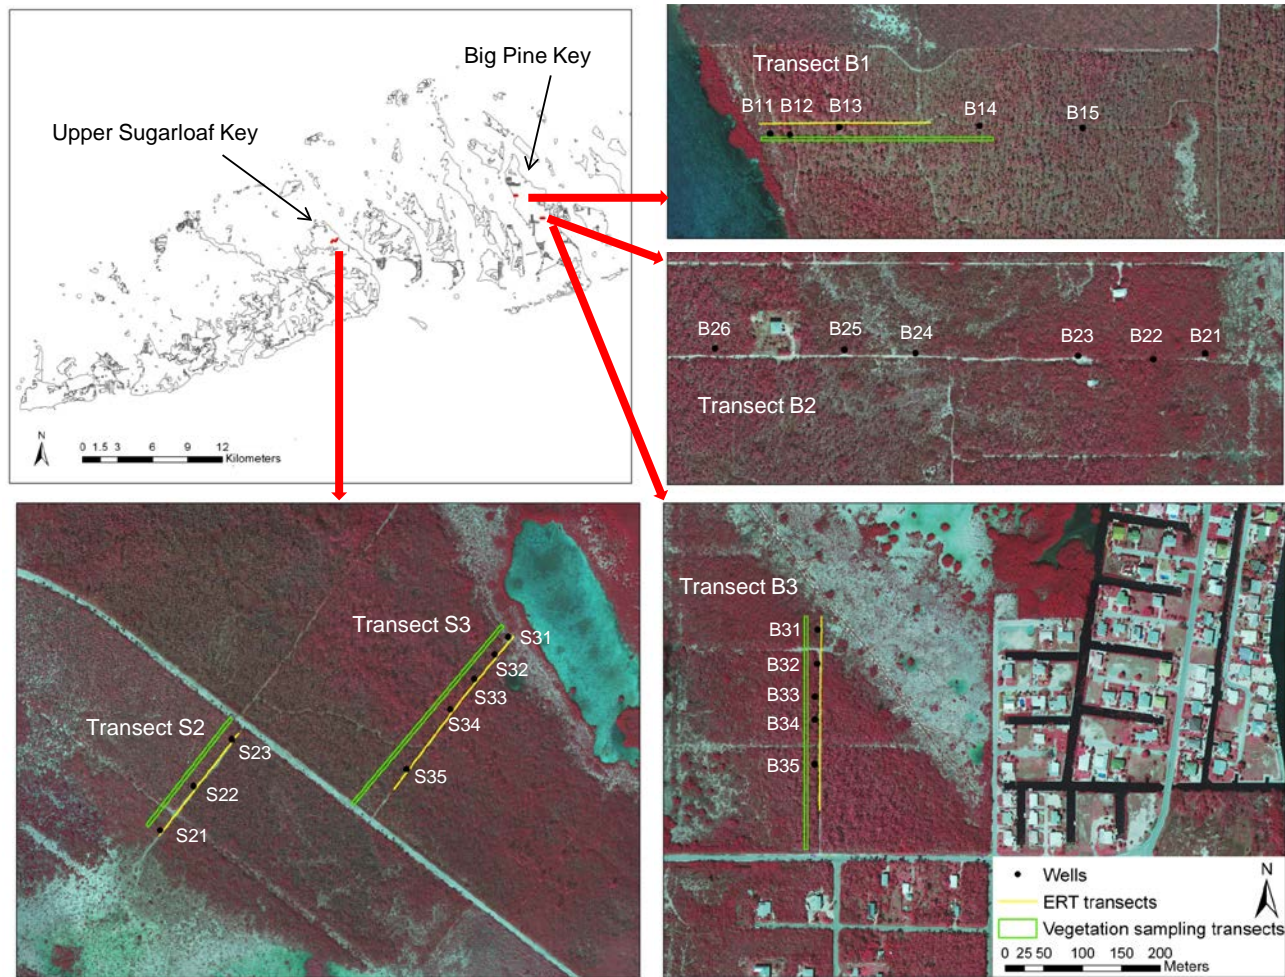 Big Pine Key
Upper Sugarloaf Key
N
0 1.5 3 6 9 12
Kilometers
Transect B1
B11 B12 B13 B14 B15
B26 B25 B24 B23 B22 B21
Transect B2
Transect S3
S31
S32
S33
S34
S35
Transect S2
S23
S22
S21
Transect B3
B31
B32
B33
B34
B35
Wells
ERT transects
Vegetation sampling transects
N
0 25 50 100 150 200
Meters